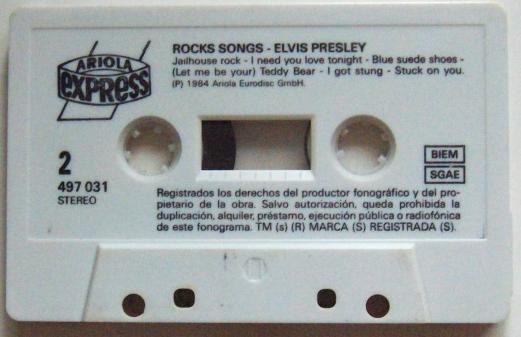 ARIOLA
eXPReSS
ROCKS SONGS - ELVIS PRESLEY
Jailhouse rock - I need you love tonight - Blue suede shoes -
(Let me be your) Teddy Bear - I got stung - Stuck on you.
(P) 1984 Ariola Eurodisc GmbH.
2
497 031
STEREO
BIEM
SGAE
Registrados los derechos del productor fonográfico y del pro-
pietario de la obra. Salvo autorización, queda prohibida la
duplicación, alquiler, préstamo, ejecución pública o radiofónica
de este fonograma. TM (s) (R) MARCA (S) REGISTRADA (S).